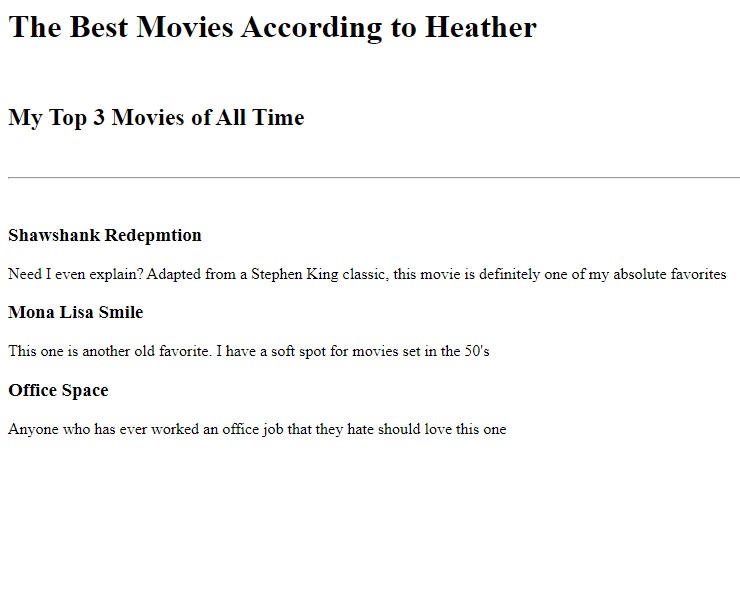 The Best Movies According to Heather
My Top 3 Movies of All Time
Shawshank Redepmtion
Need I even explain? Adapted from a Stephen King classic, this movie is definitely one of my absolute favorites
Mona Lisa Smile
This one is another old favorite. I have a soft spot for movies set in the 50's
Office Space
Anyone who has ever worked an office job that they hate should love this one